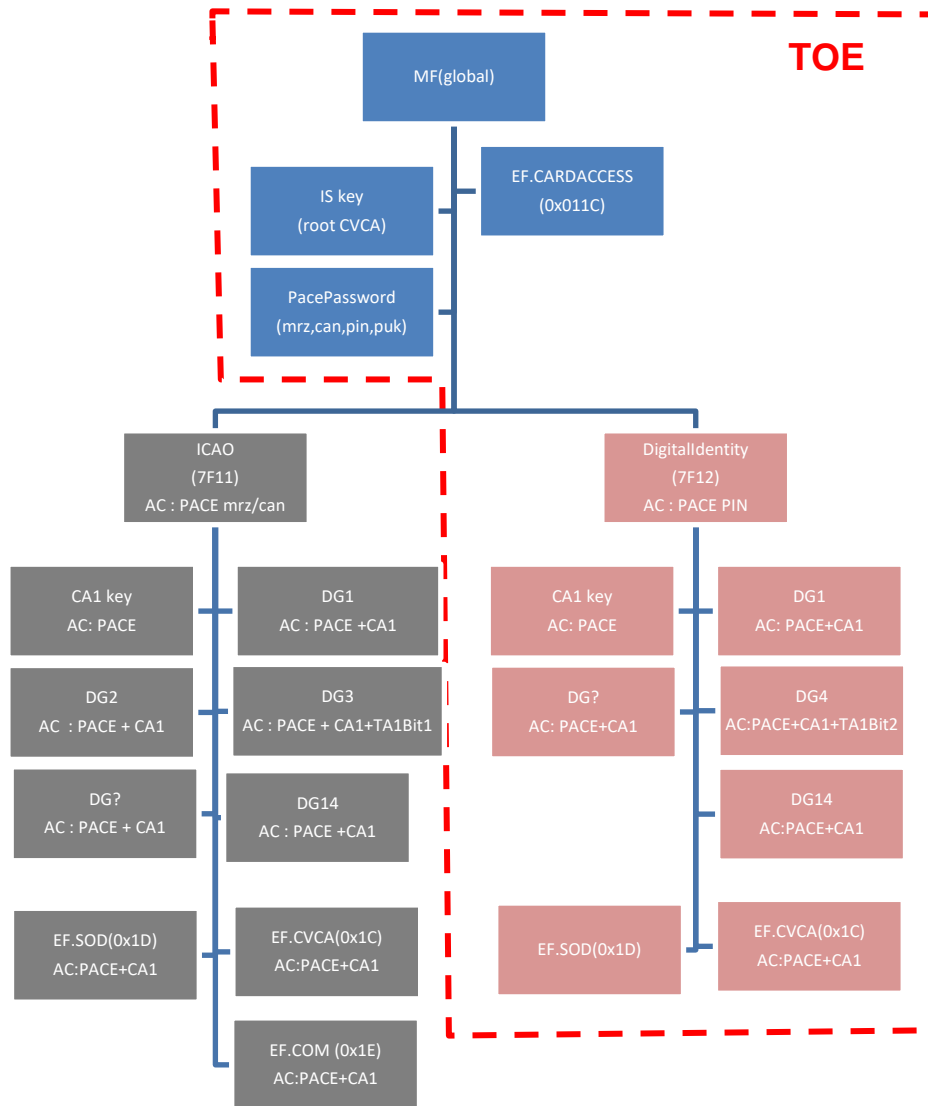 TOE
MF(global)
EF.CARDACCESS
(0x011C)
IS key
(root CVCA)
PacePassword
(mrz,can,pin,puk)
ICAO
(7F11)
AC : PACE mrz/can
CA1 key
AC: PACE
DG1
AC : PACE +CA1
DG2
AC : PACE + CA1
DG3
AC : PACE + CA1+TA1Bit1
DG?
AC : PACE + CA1
DG14
AC : PACE +CA1
EF.SOD(0x1D)
AC:PACE+CA1
EF.CVCA(0x1C)
AC:PACE+CA1
EF.COM (0x1E)
AC:PACE+CA1
DigitalIdentity
(7F12)
AC : PACE PIN
CA1 key
AC: PACE
DG1
AC: PACE+CA1
DG?
AC: PACE+CA1
DG4
AC:PACE+CA1+TA1Bit2
DG14
AC:PACE+CA1
EF.SOD(0x1D)
EF.CVCA(0x1C)
AC:PACE+CA1